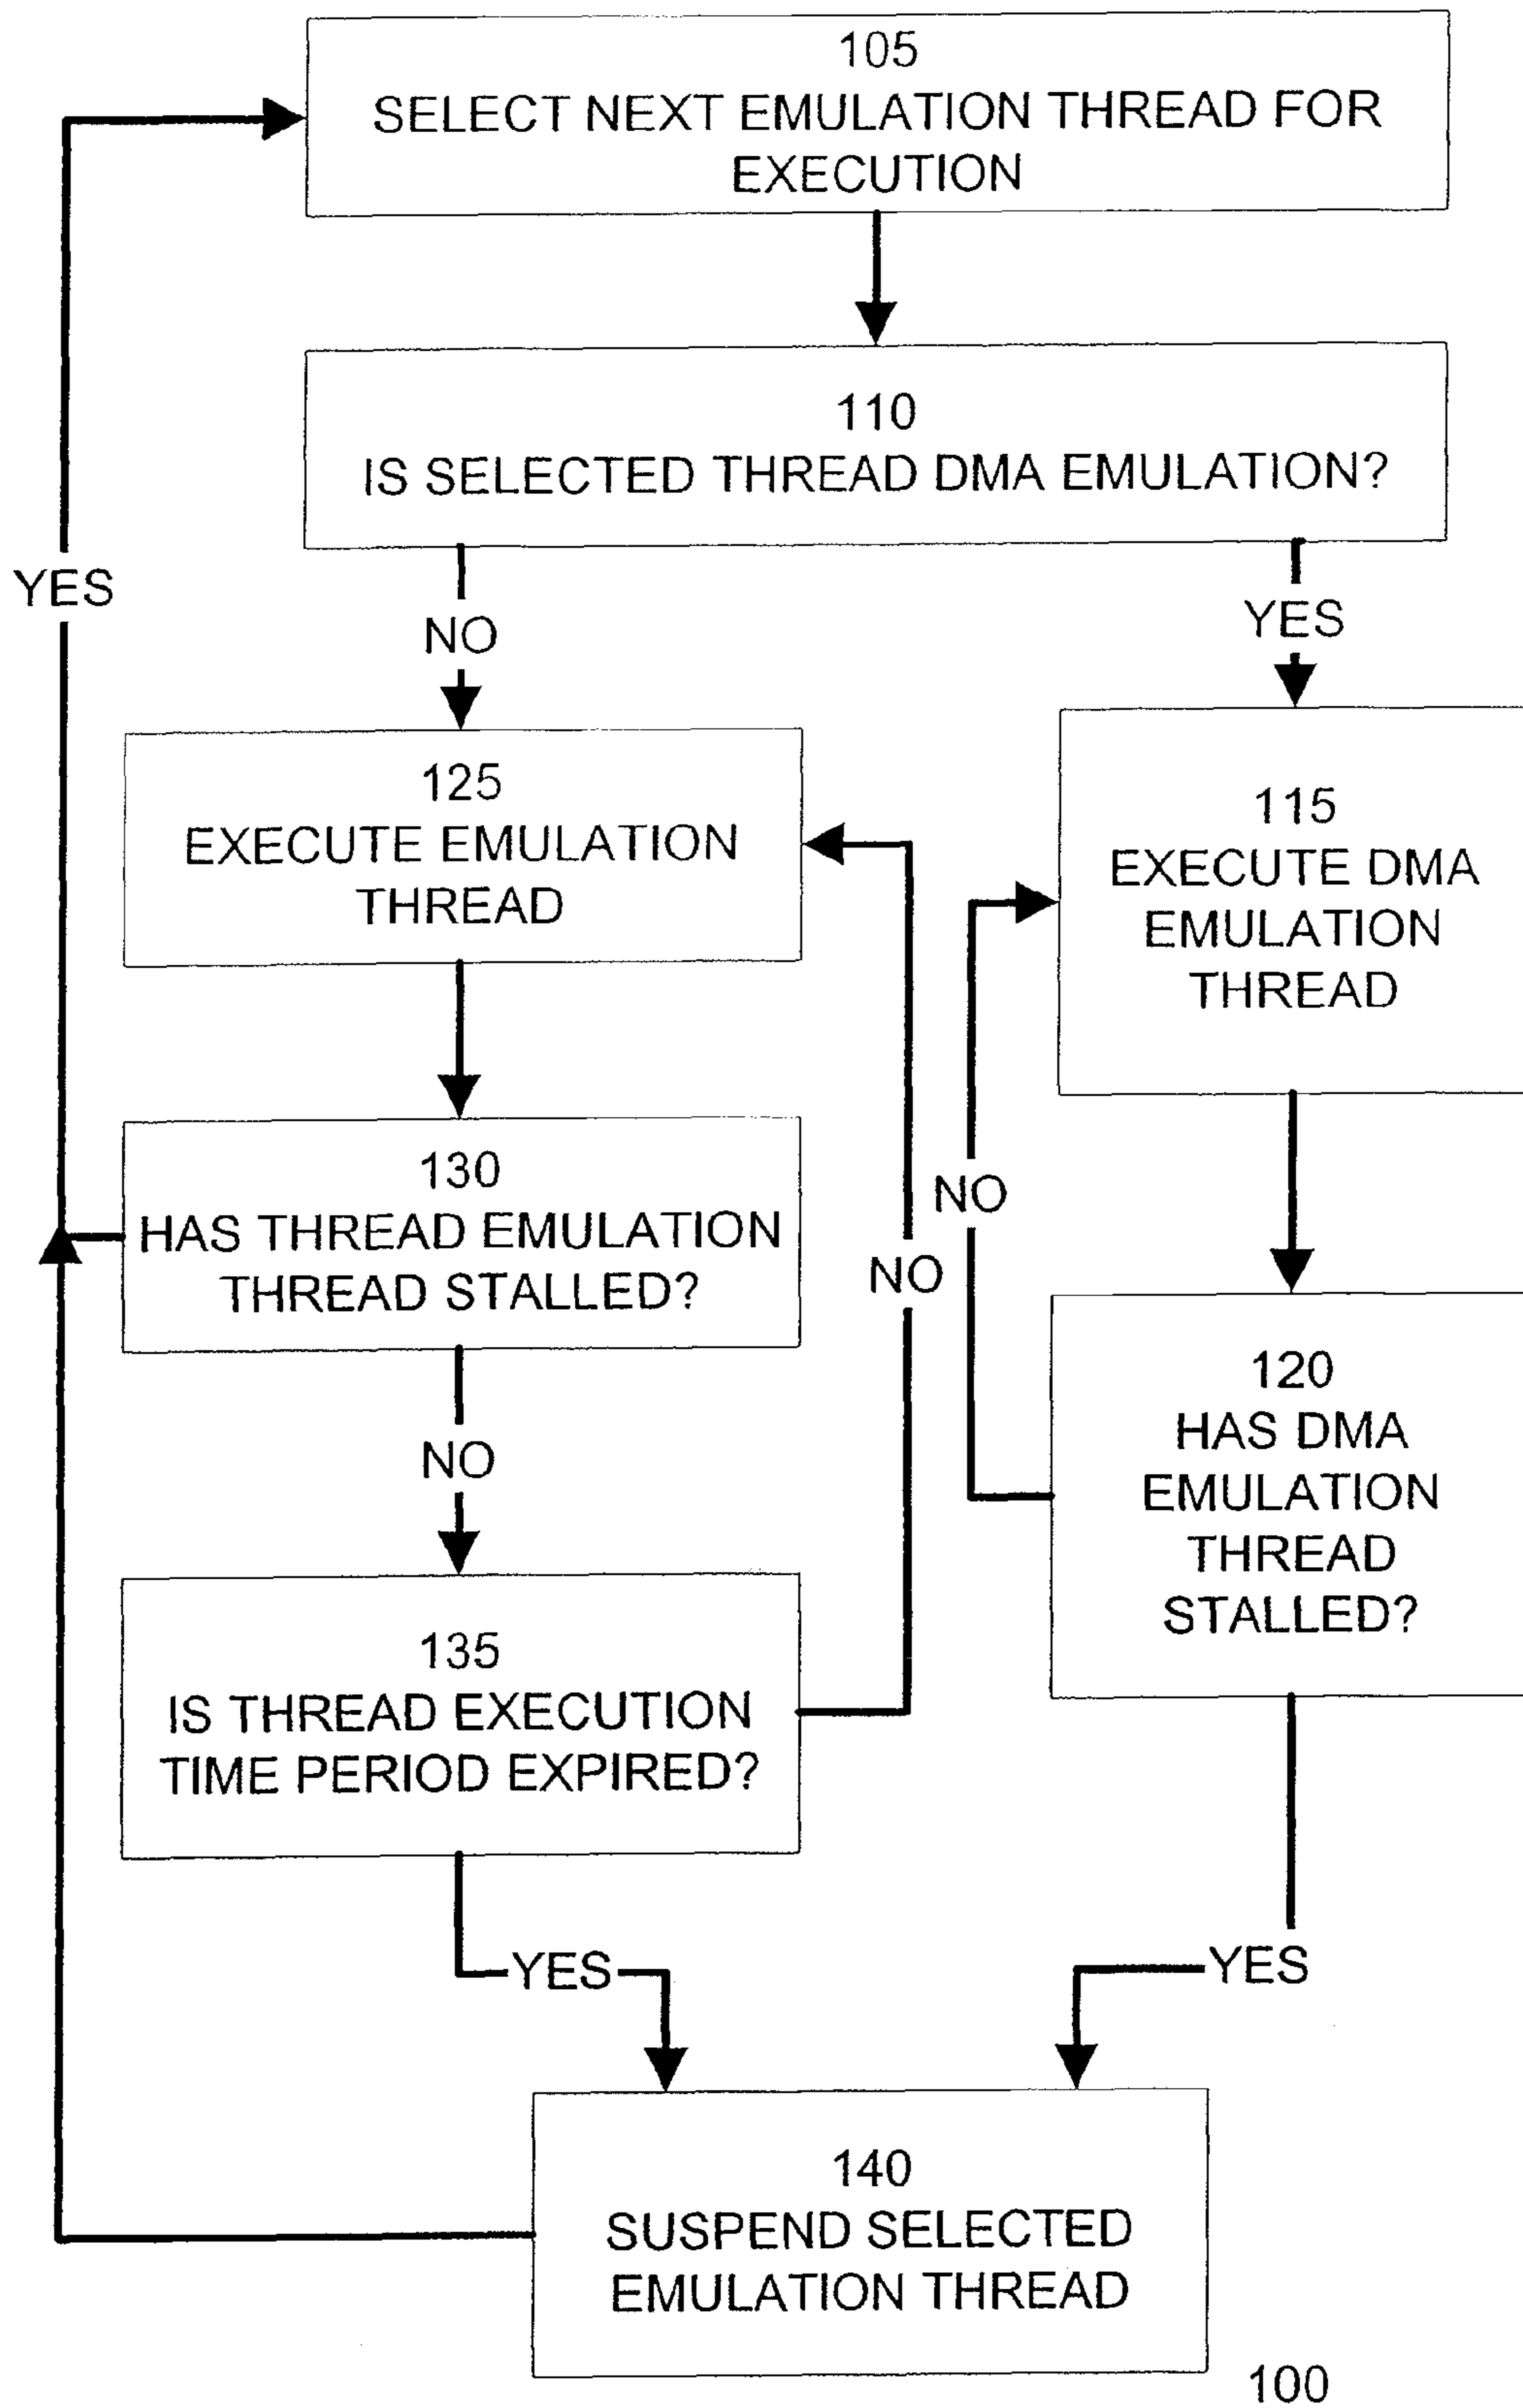 105
SELECT NEXT EMULATION THREAD FOR
EXECUTION
110
IS SELECTED THREAD DMA EMULATION?
YES
NO
YES
125
EXECUTE EMULATION
THREAD
115
EXECUTE DMA
EMULATION
THREAD
130
HAS THREAD EMULATION
THREAD STALLED?
NO
NO
120
HAS DMA
EMULATION
THREAD
STALLED?
NO
135
IS THREAD EXECUTION
TIME PERIOD EXPIRED?
YES
YES
140
SUSPEND SELECTED
EMULATION THREAD
100